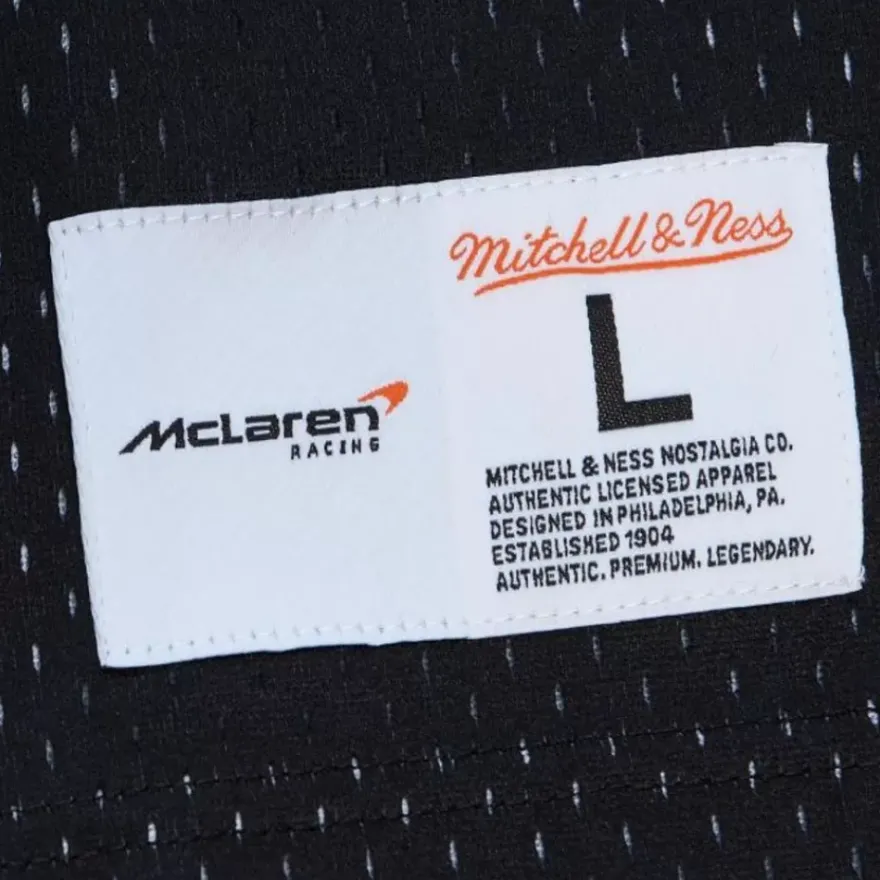 McLaren
RACING
Mitchell & Ness
L
MITCHELL & NESS NOSTALGIA CO.
AUTHENTIC LICENSED APPAREL
DESIGNED IN PHILADELPHIA, PA.
ESTABLISHED 1904
AUTHENTIC. PREMIUM. LEGENDARY.